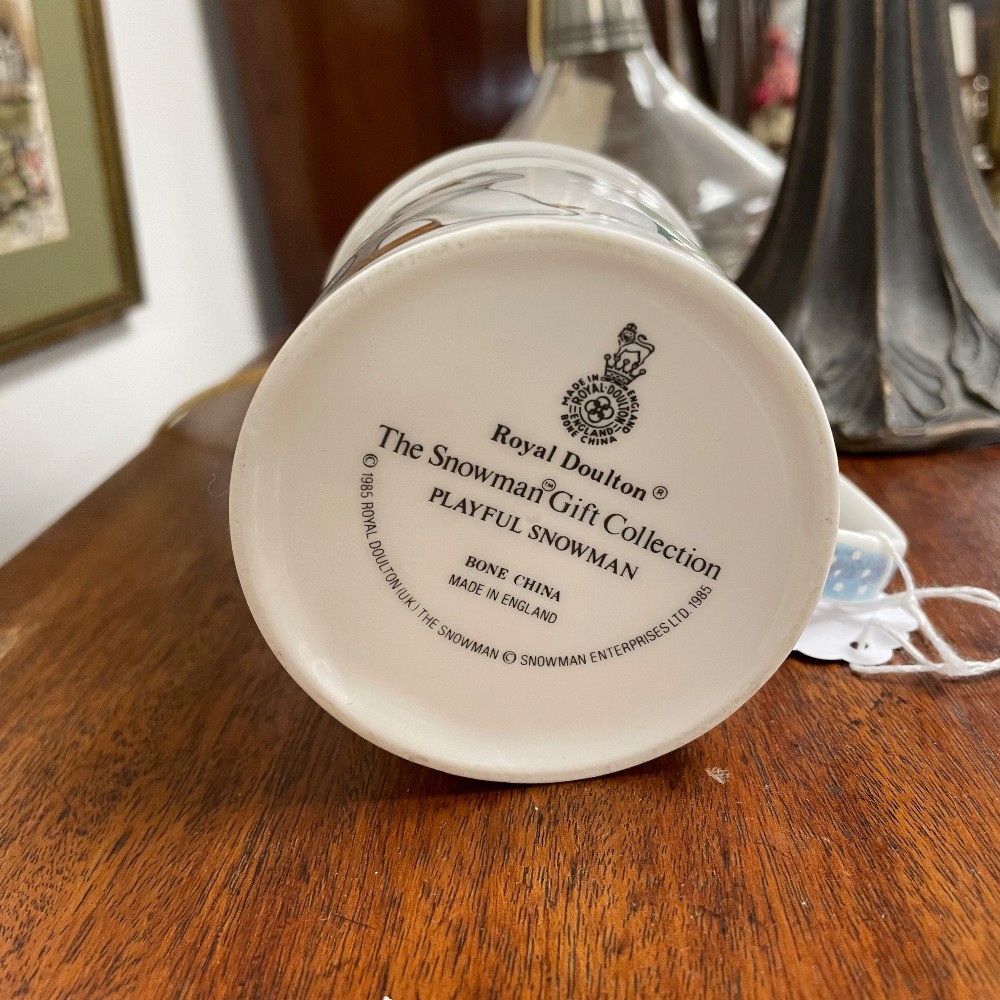 MADE IN ENGLAND
ROYAL·DOULTON
ENGLAND
BONE CHINA
Royal Doulton ®
The Snowman™ Gift Collection
PLAYFUL SNOWMAN
BONE CHINA
MADE IN ENGLAND
© 1985 ROYAL DOULTON (UK) THE SNOWMAN © SNOWMAN ENTERPRISES LTD. 1985